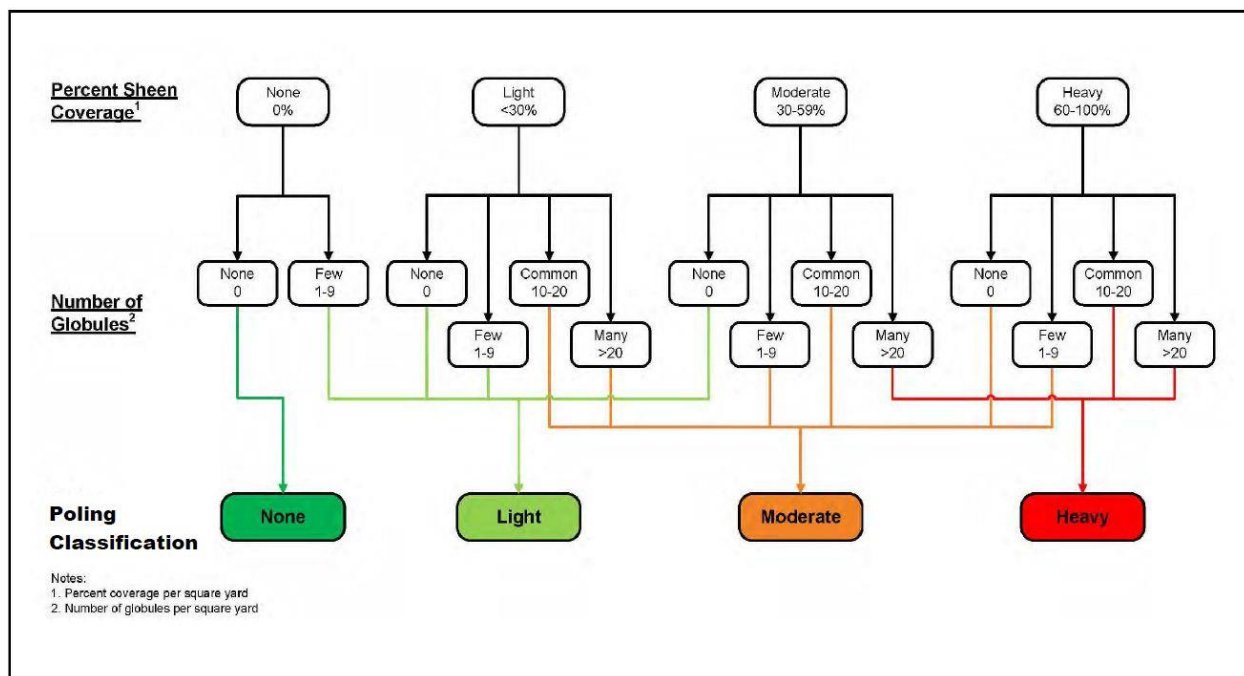 Percent Sheen
Coverage1
None
0%
Light
<30%
Moderate
30-59%
Heavy
60-100%
Number of
Globules2
None
0
Few
1-9
None
0
Few
1-9
Common
10-20
Many
>20
None
0
Few
1-9
Common
10-20
Many
>20
None
0
Few
1-9
Common
10-20
Many
>20
Poling
Classification
None
Light
Moderate
Heavy
Notes:
1. Percent coverage per square yard
2. Number of globules per square yard